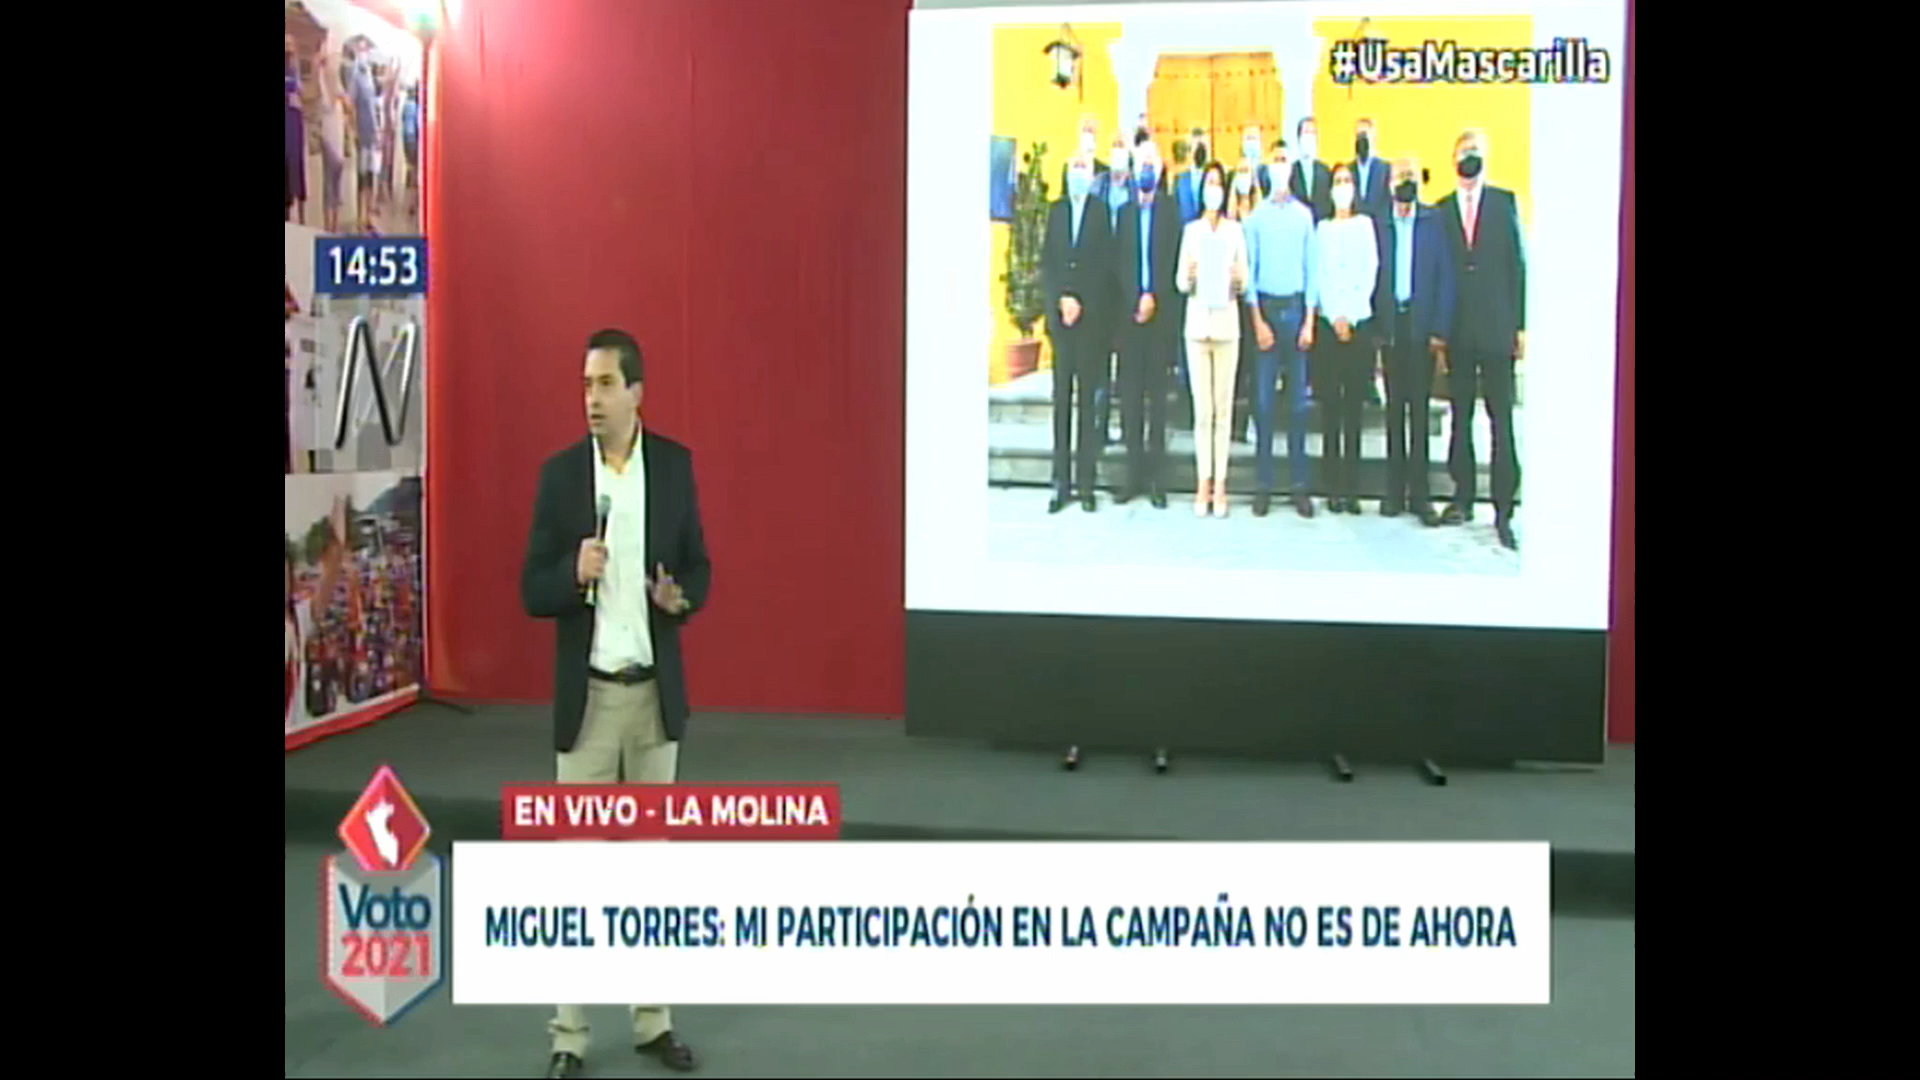 #UsaMascarilla
14:53
N
EN VIVO - LA MOLINA
Voto
2021
MIGUEL TORRES: MI PARTICIPACIÓN EN LA CAMPAÑA NO ES DE AHORA